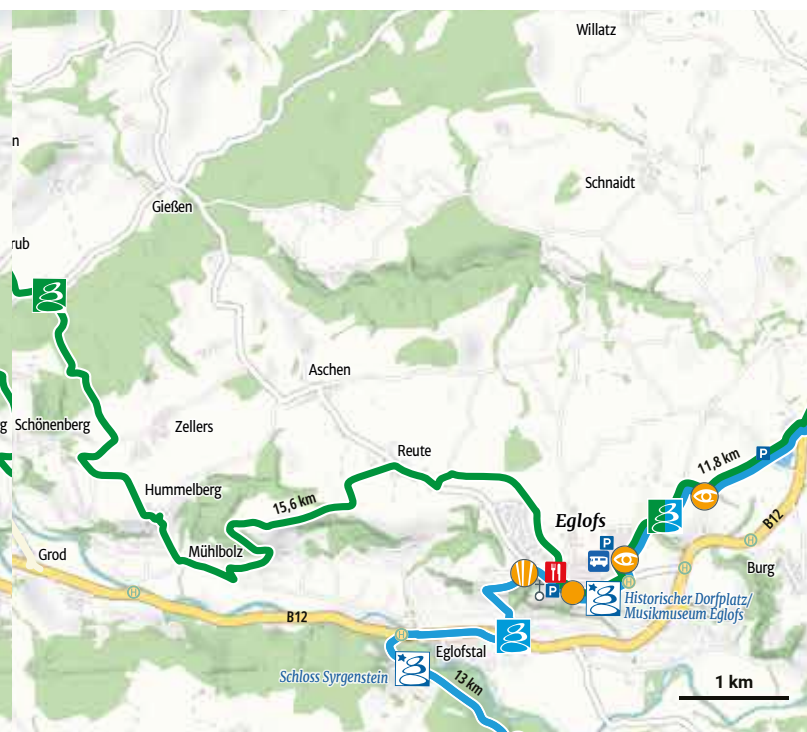 Willatz
n
Schnaidt
Gießen
rub
Aschen
g Schönenberg
Zellers
Reute
11,8 km
P
Hummelberg
15,6 km
Eglofs
B12
P
Grod
Mühlbolz
Burg
H
H
H
H
P
Historischer Dorfplatz/
Musikmuseum Eglofs
B12
H
Eglofstal
Schloss Syrgenstein
13 km
1 km